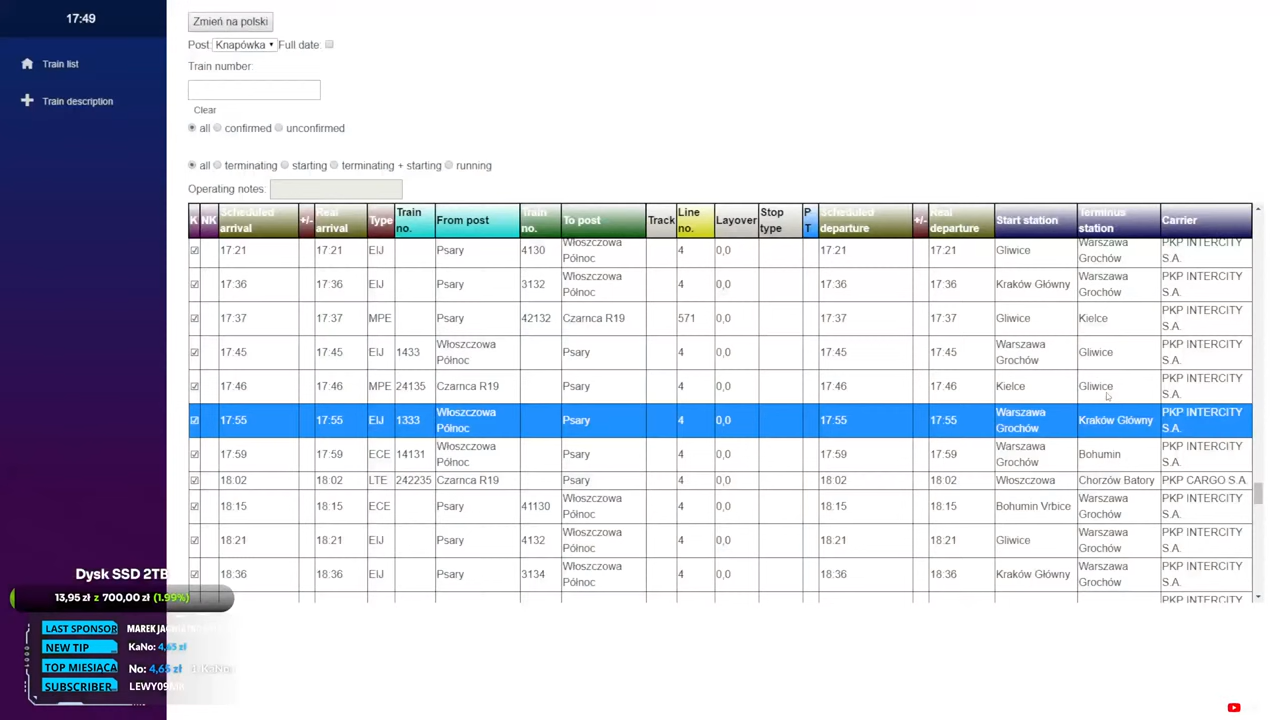 17:49
Train list
Train description
Zmień na polski
Post: Knapówka Full date:
Train number:
Clear
all confirmed unconfirmed
all terminating starting terminating + starting running
Operating notes:
K NK Scheduled arrival +/- Real arrival Type Train no. From post Train no. To post Track Line no. Layover Stop type P T Scheduled departure +/- Real departure Start station Terminus station Carrier
17:21 17:21 EIJ Psary 4130 Włoszczowa Północ 4 0,0 17:21 17:21 Gliwice Warszawa Grochów PKP INTERCITY S.A.
17:36 17:36 EIJ Psary 3132 Włoszczowa Północ 4 0,0 17:36 17:36 Kraków Główny Warszawa Grochów PKP INTERCITY S.A.
17:37 17:37 MPE Psary 42132 Czarnca R19 571 0,0 17:37 17:37 Gliwice Kielce PKP INTERCITY S.A.
17:45 17:45 EIJ 1433 Włoszczowa Północ Psary 4 0,0 17:45 17:45 Warszawa Grochów Gliwice PKP INTERCITY S.A.
17:46 17:46 MPE 24135 Czarnca R19 Psary 4 0,0 17:46 17:46 Kielce Gliwice PKP INTERCITY S.A.
17:55 17:55 EIJ 1333 Włoszczowa Północ Psary 4 0,0 17:55 17:55 Warszawa Grochów Kraków Główny PKP INTERCITY S.A.
17:59 17:59 ECE 14131 Włoszczowa Północ Psary 4 0,0 17:59 17:59 Warszawa Grochów Bohumin PKP INTERCITY S.A.
18:02 18:02 LTE 242235 Czarnca R19 Psary 4 0,0 18:02 18:02 Włoszczowa Chorzów Batory PKP CARGO S.A.
18:15 18:15 ECE Psary 41130 Włoszczowa Północ 4 0,0 18:15 18:15 Bohumin Vrbice Warszawa Grochów PKP INTERCITY S.A.
18:21 18:21 EIJ Psary 4132 Włoszczowa Północ 4 0,0 18:21 18:21 Gliwice Warszawa Grochów PKP INTERCITY S.A.
18:36 18:36 EIJ Psary 3134 Włoszczowa Północ 4 0,0 18:36 18:36 Kraków Główny Warszawa Grochów PKP INTERCITY S.A.
PKP INTERCITY
Dysk SSD 2TB
13,95 zł z 700,00 zł (1.99%)
LAST SPONSOR MAREK
NEW TIP KaNo: 4,65 zł
TOP MIESIĄCA No: 4,65 zł
SUBSCRIBER